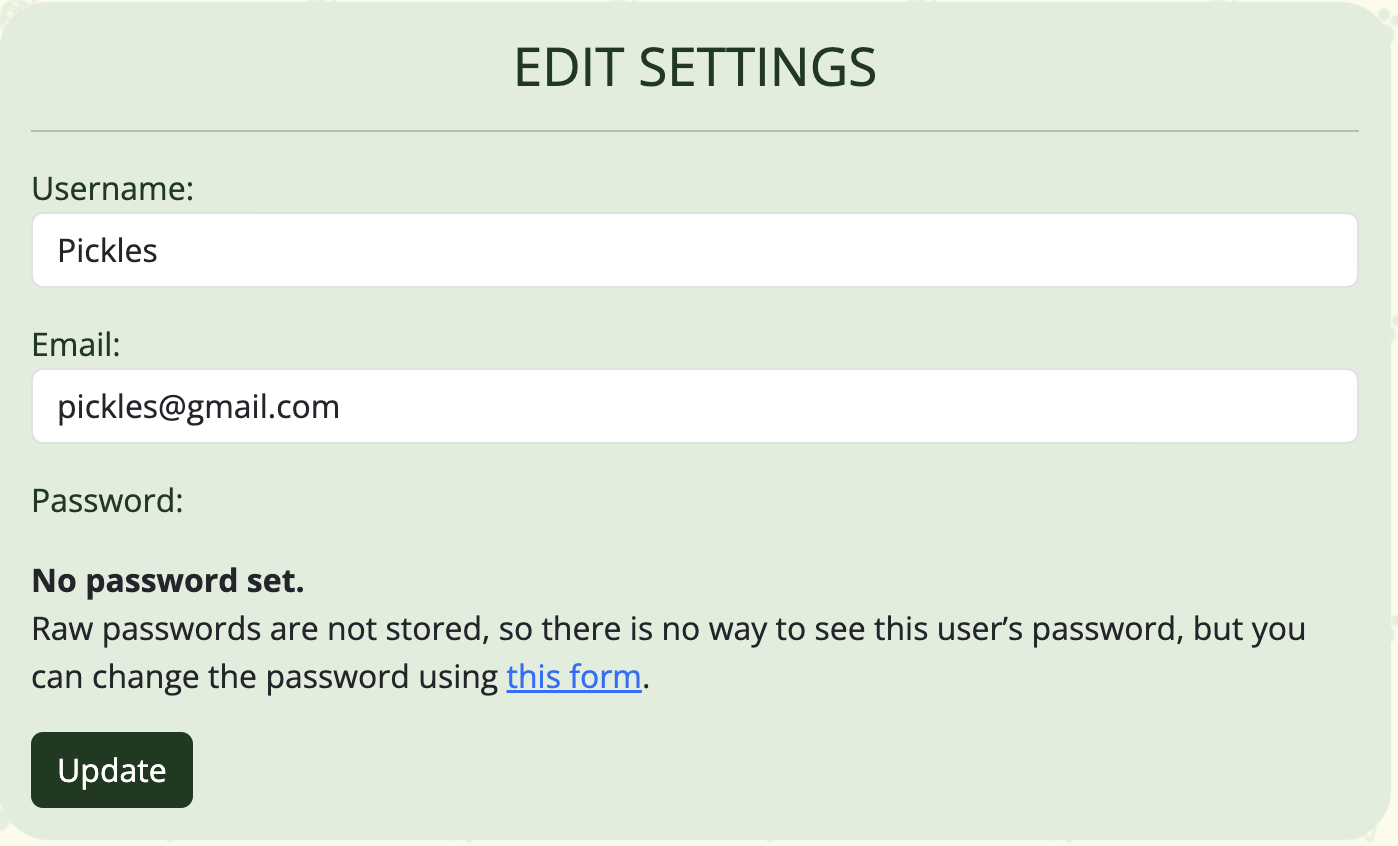 EDIT SETTINGS
Username:
Pickles
Email:
pickles@gmail.com
Password:
No password set.
Raw passwords are not stored, so there is no way to see this user’s password, but you
can change the password using this form.
Update